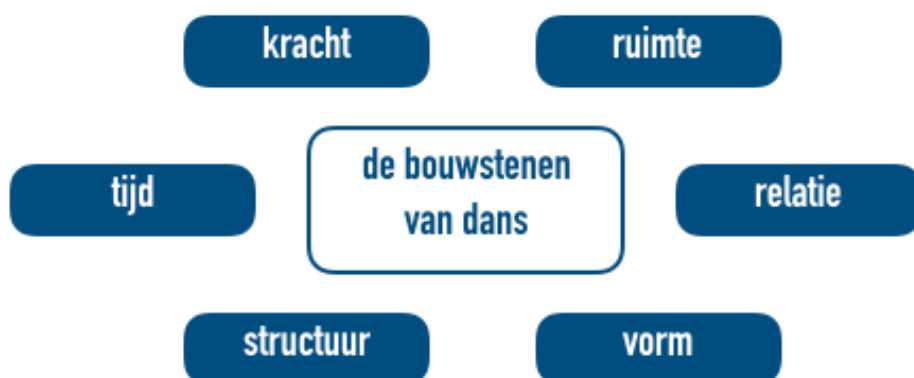 kracht
ruimte
de bouwstenen
van dans
tijd
relatie
structuur
vorm